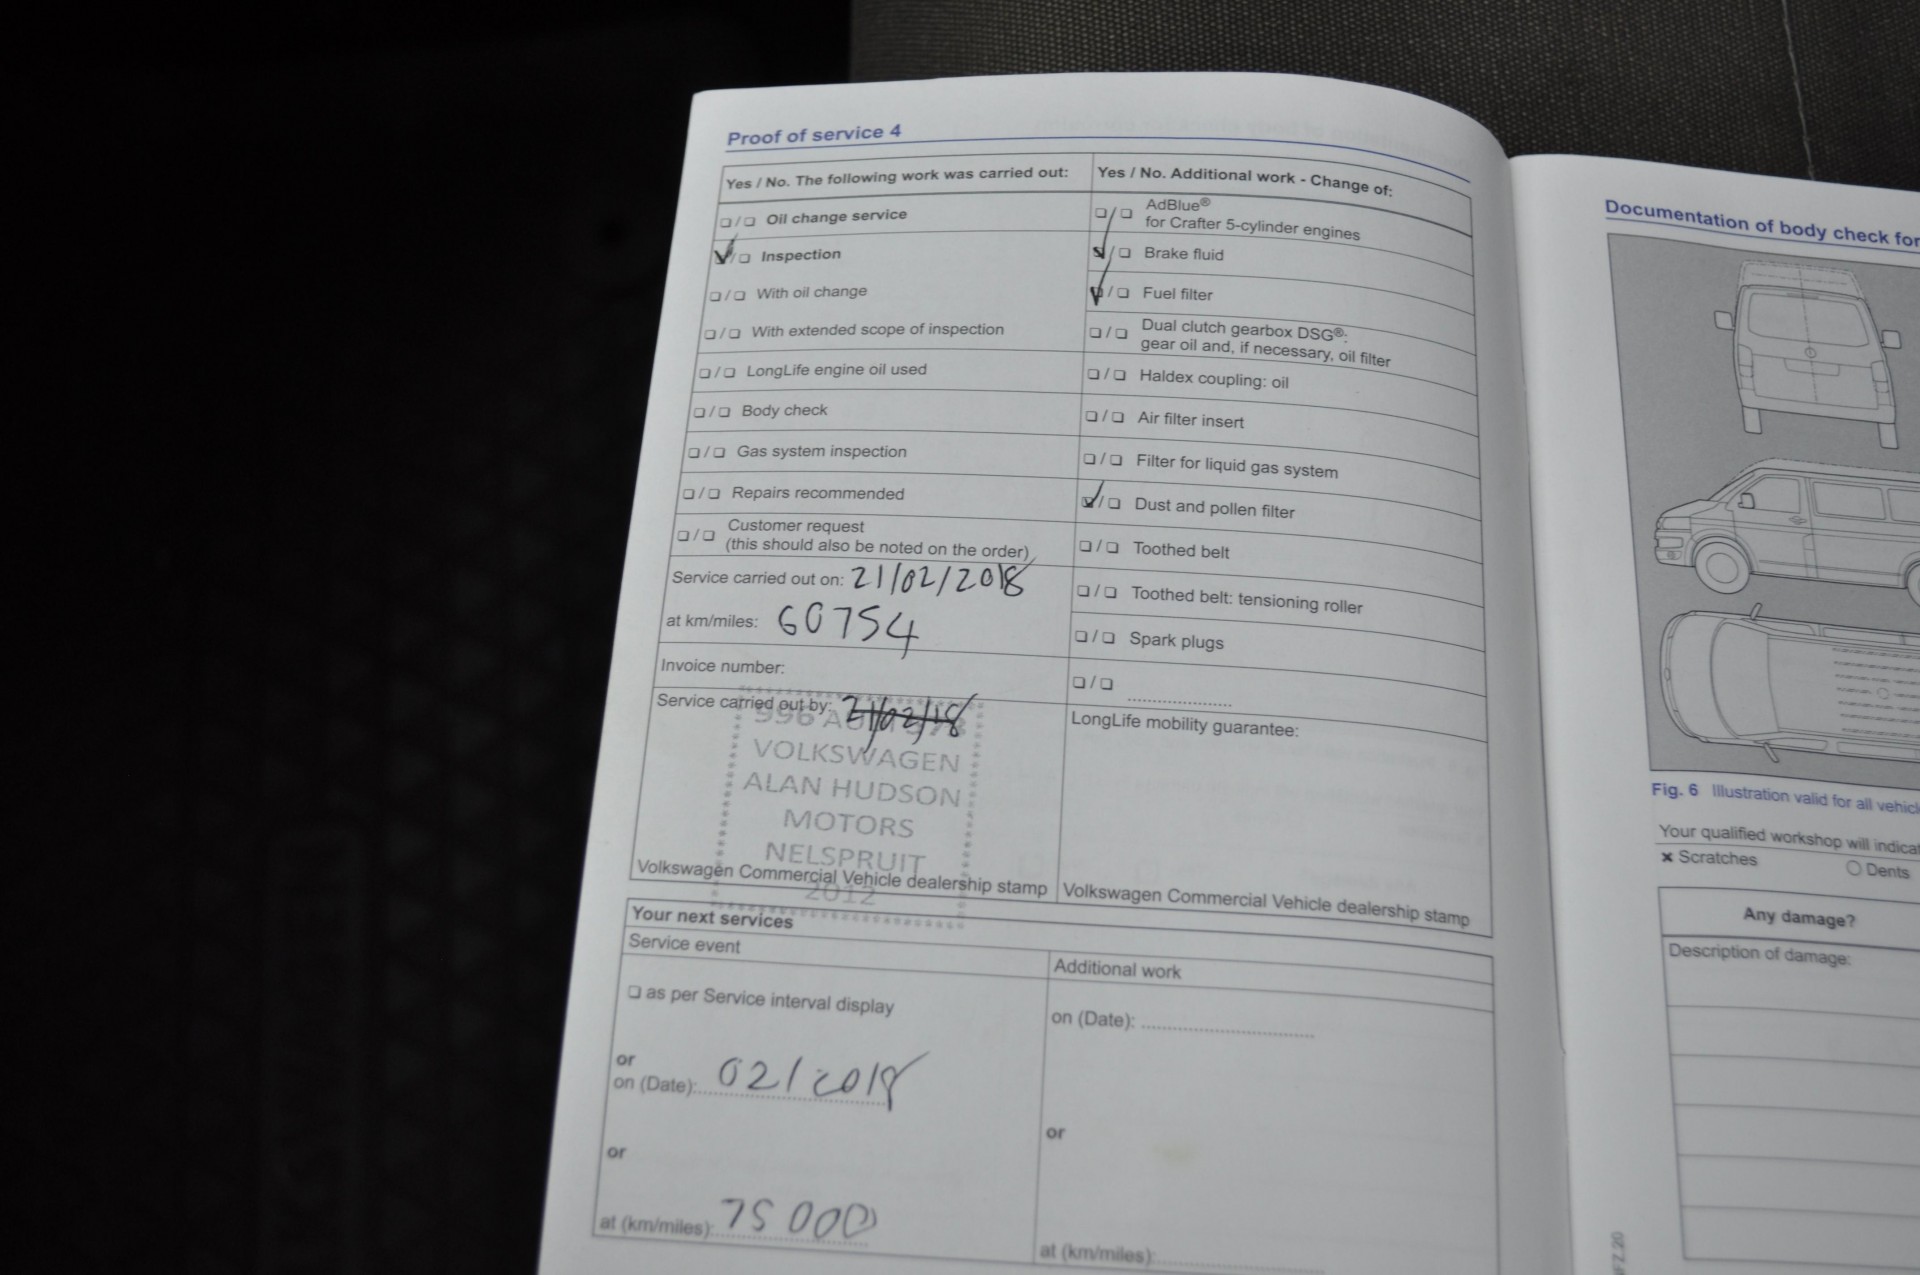 Proof of service 4
Yes / No. The following work was carried out:
❏ / ❏ Oil change service
✓ / ❏ Inspection
❏ / ❏ With oil change
❏ / ❏ With extended scope of inspection
❏ / ❏ LongLife engine oil used
❏ / ❏ Body check
❏ / ❏ Gas system inspection
❏ / ❏ Repairs recommended
❏ / ❏ Customer request
(this should also be noted on the order)
Service carried out on: 21/02/2018
at km/miles: 60754
Invoice number:
Service carried out by: 21/02/18
VOLKSWAGEN
ALAN HUDSON
MOTORS
NELSPRUIT
2012
Volkswagen Commercial Vehicle dealership stamp
Yes / No. Additional work - Change of:
❏ / ❏ AdBlue®
for Crafter 5-cylinder engines
✓ / ❏ Brake fluid
✓ / ❏ Fuel filter
❏ / ❏ Dual clutch gearbox DSG®:
gear oil and, if necessary, oil filter
❏ / ❏ Haldex coupling: oil
❏ / ❏ Air filter insert
❏ / ❏ Filter for liquid gas system
✓ / ❏ Dust and pollen filter
❏ / ❏ Toothed belt
❏ / ❏ Toothed belt: tensioning roller
❏ / ❏ Spark plugs
❏ / ❏ ....................
LongLife mobility guarantee:
Volkswagen Commercial Vehicle dealership stamp
Your next services
Service event
❏ as per Service interval display
or
on (Date): 02/2019
or
at (km/miles): 75 000
Additional work
on (Date): ....................
or
at (km/miles): ....................
Documentation of body check for
Fig. 6 Illustration valid for all
Your qualified workshop will
× Scratches
○ Dents
Any damage?
Description of damage: